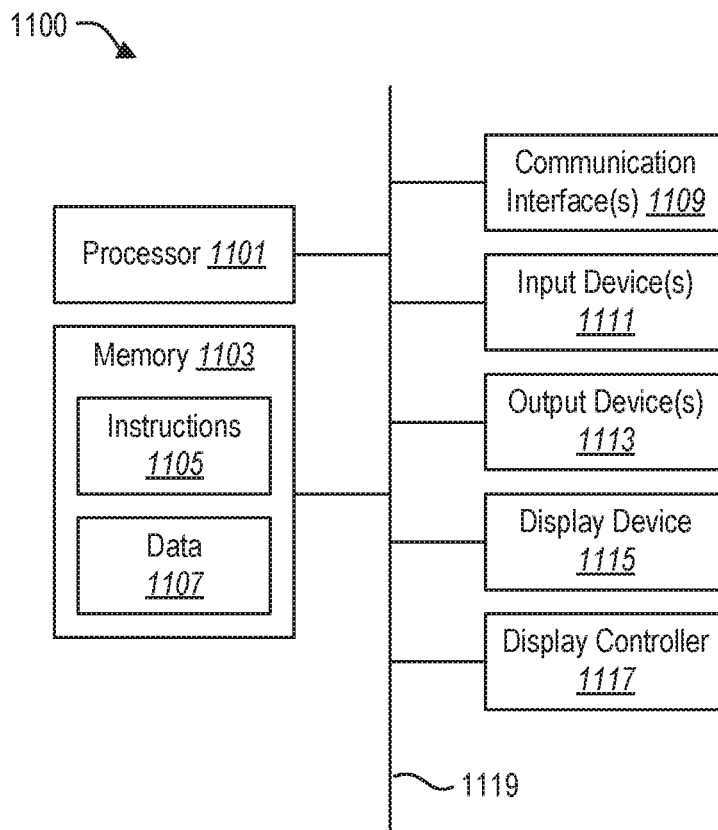 1100
Communication
Interface(s) 1109
Processor 1101
Input Device(s)
1111
Memory 1103
Instructions
1105
Data
1107
Output Device(s)
1113
Display Device
1115
Display Controller
1117
1119